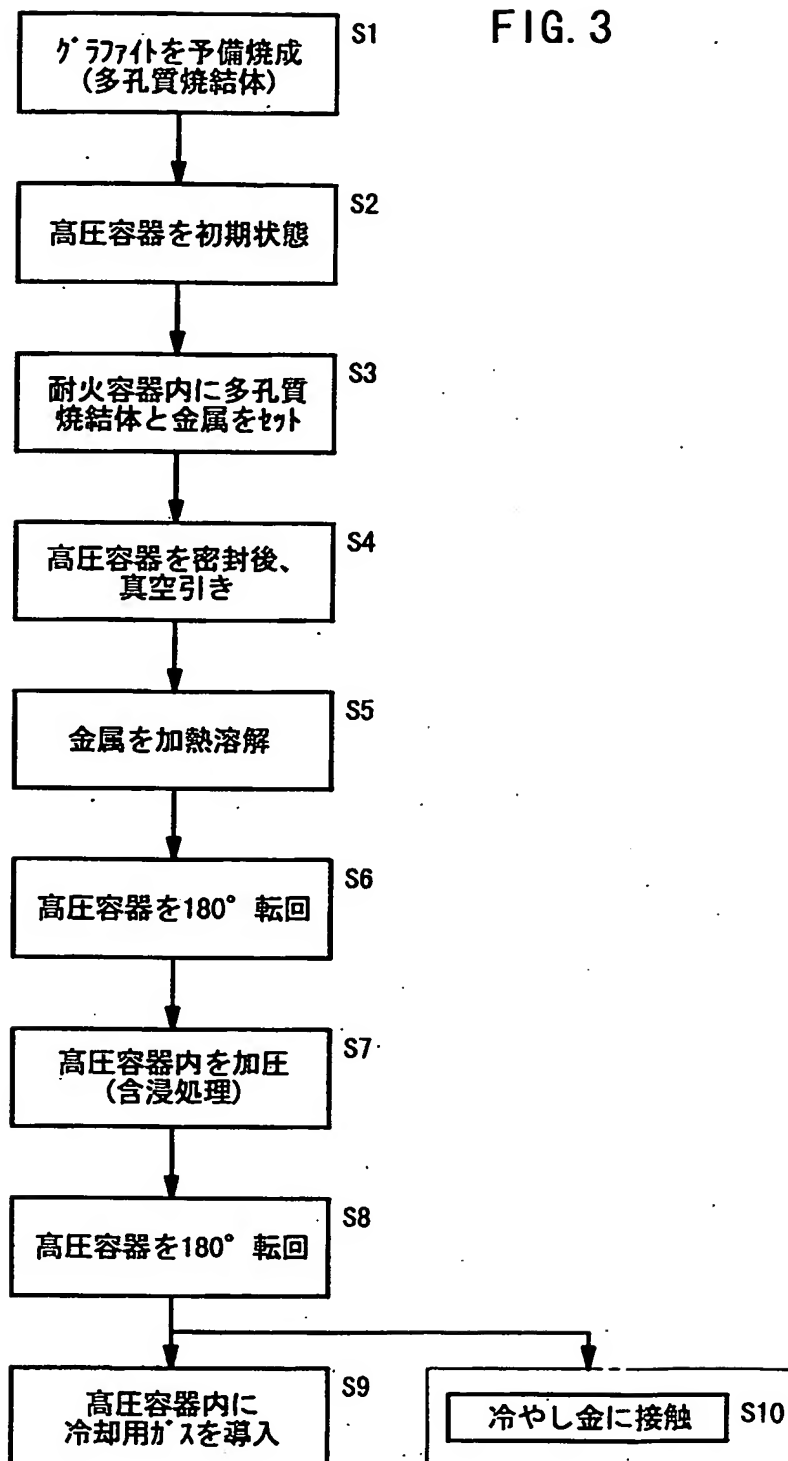 FIG. 3
グラファイトを予備焼成
(多孔質焼結体)
S1
高圧容器を初期状態
S2
耐火容器内に多孔質
焼結体と金属をセット
S3
高圧容器を密封後、
真空引き
S4
金属を加熱溶解
S5
高圧容器を180°転回
S6
高圧容器内を加圧
(含浸処理)
S7
高圧容器を180°転回
S8
高圧容器内に
冷却用ガスを導入
S9
冷やし金に接触
S10